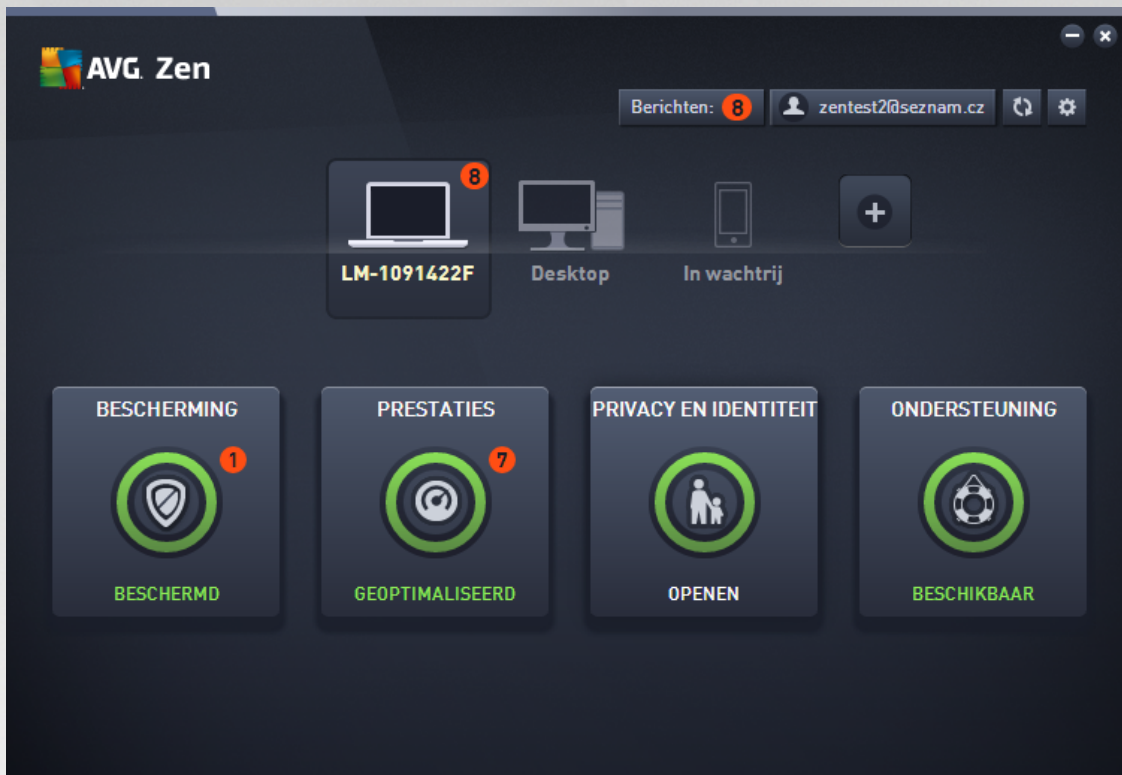 AVG. Zen
Berichten: 8
zentest2@seznam.cz
8
LM-1091422F
Desktop
In wachtrij
BESCHERMING
1
BESCHERMD
PRESTATIES
7
GEOPTIMALISEERD
PRIVACY EN IDENTITEIT
OPENEN
ONDERSTEUNING
BESCHIKBAAR